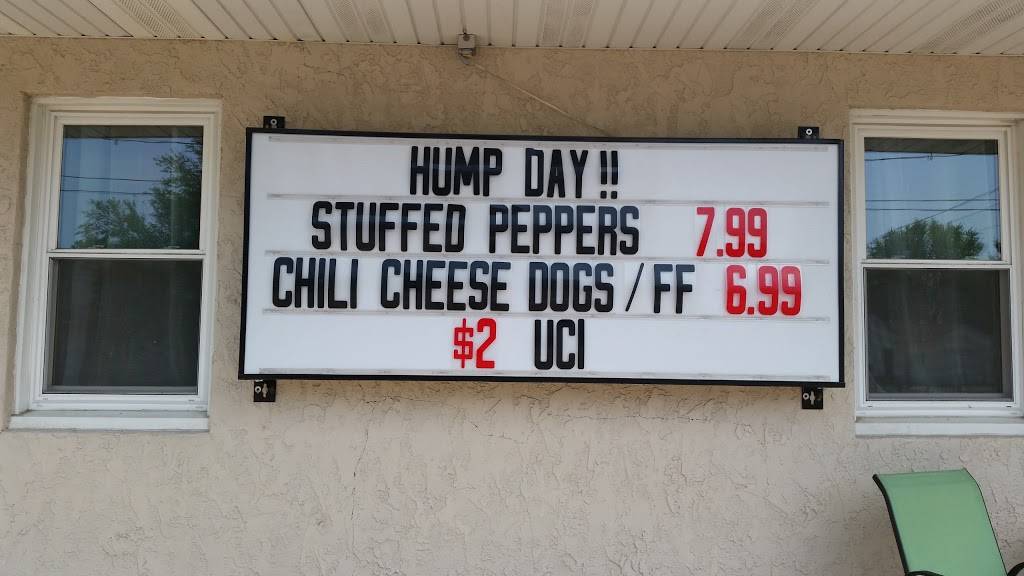 HUMP DAY!!
STUFFED PEPPERS 7.99
CHILI CHEESE DOGS / FF 6.99
$2 UCI